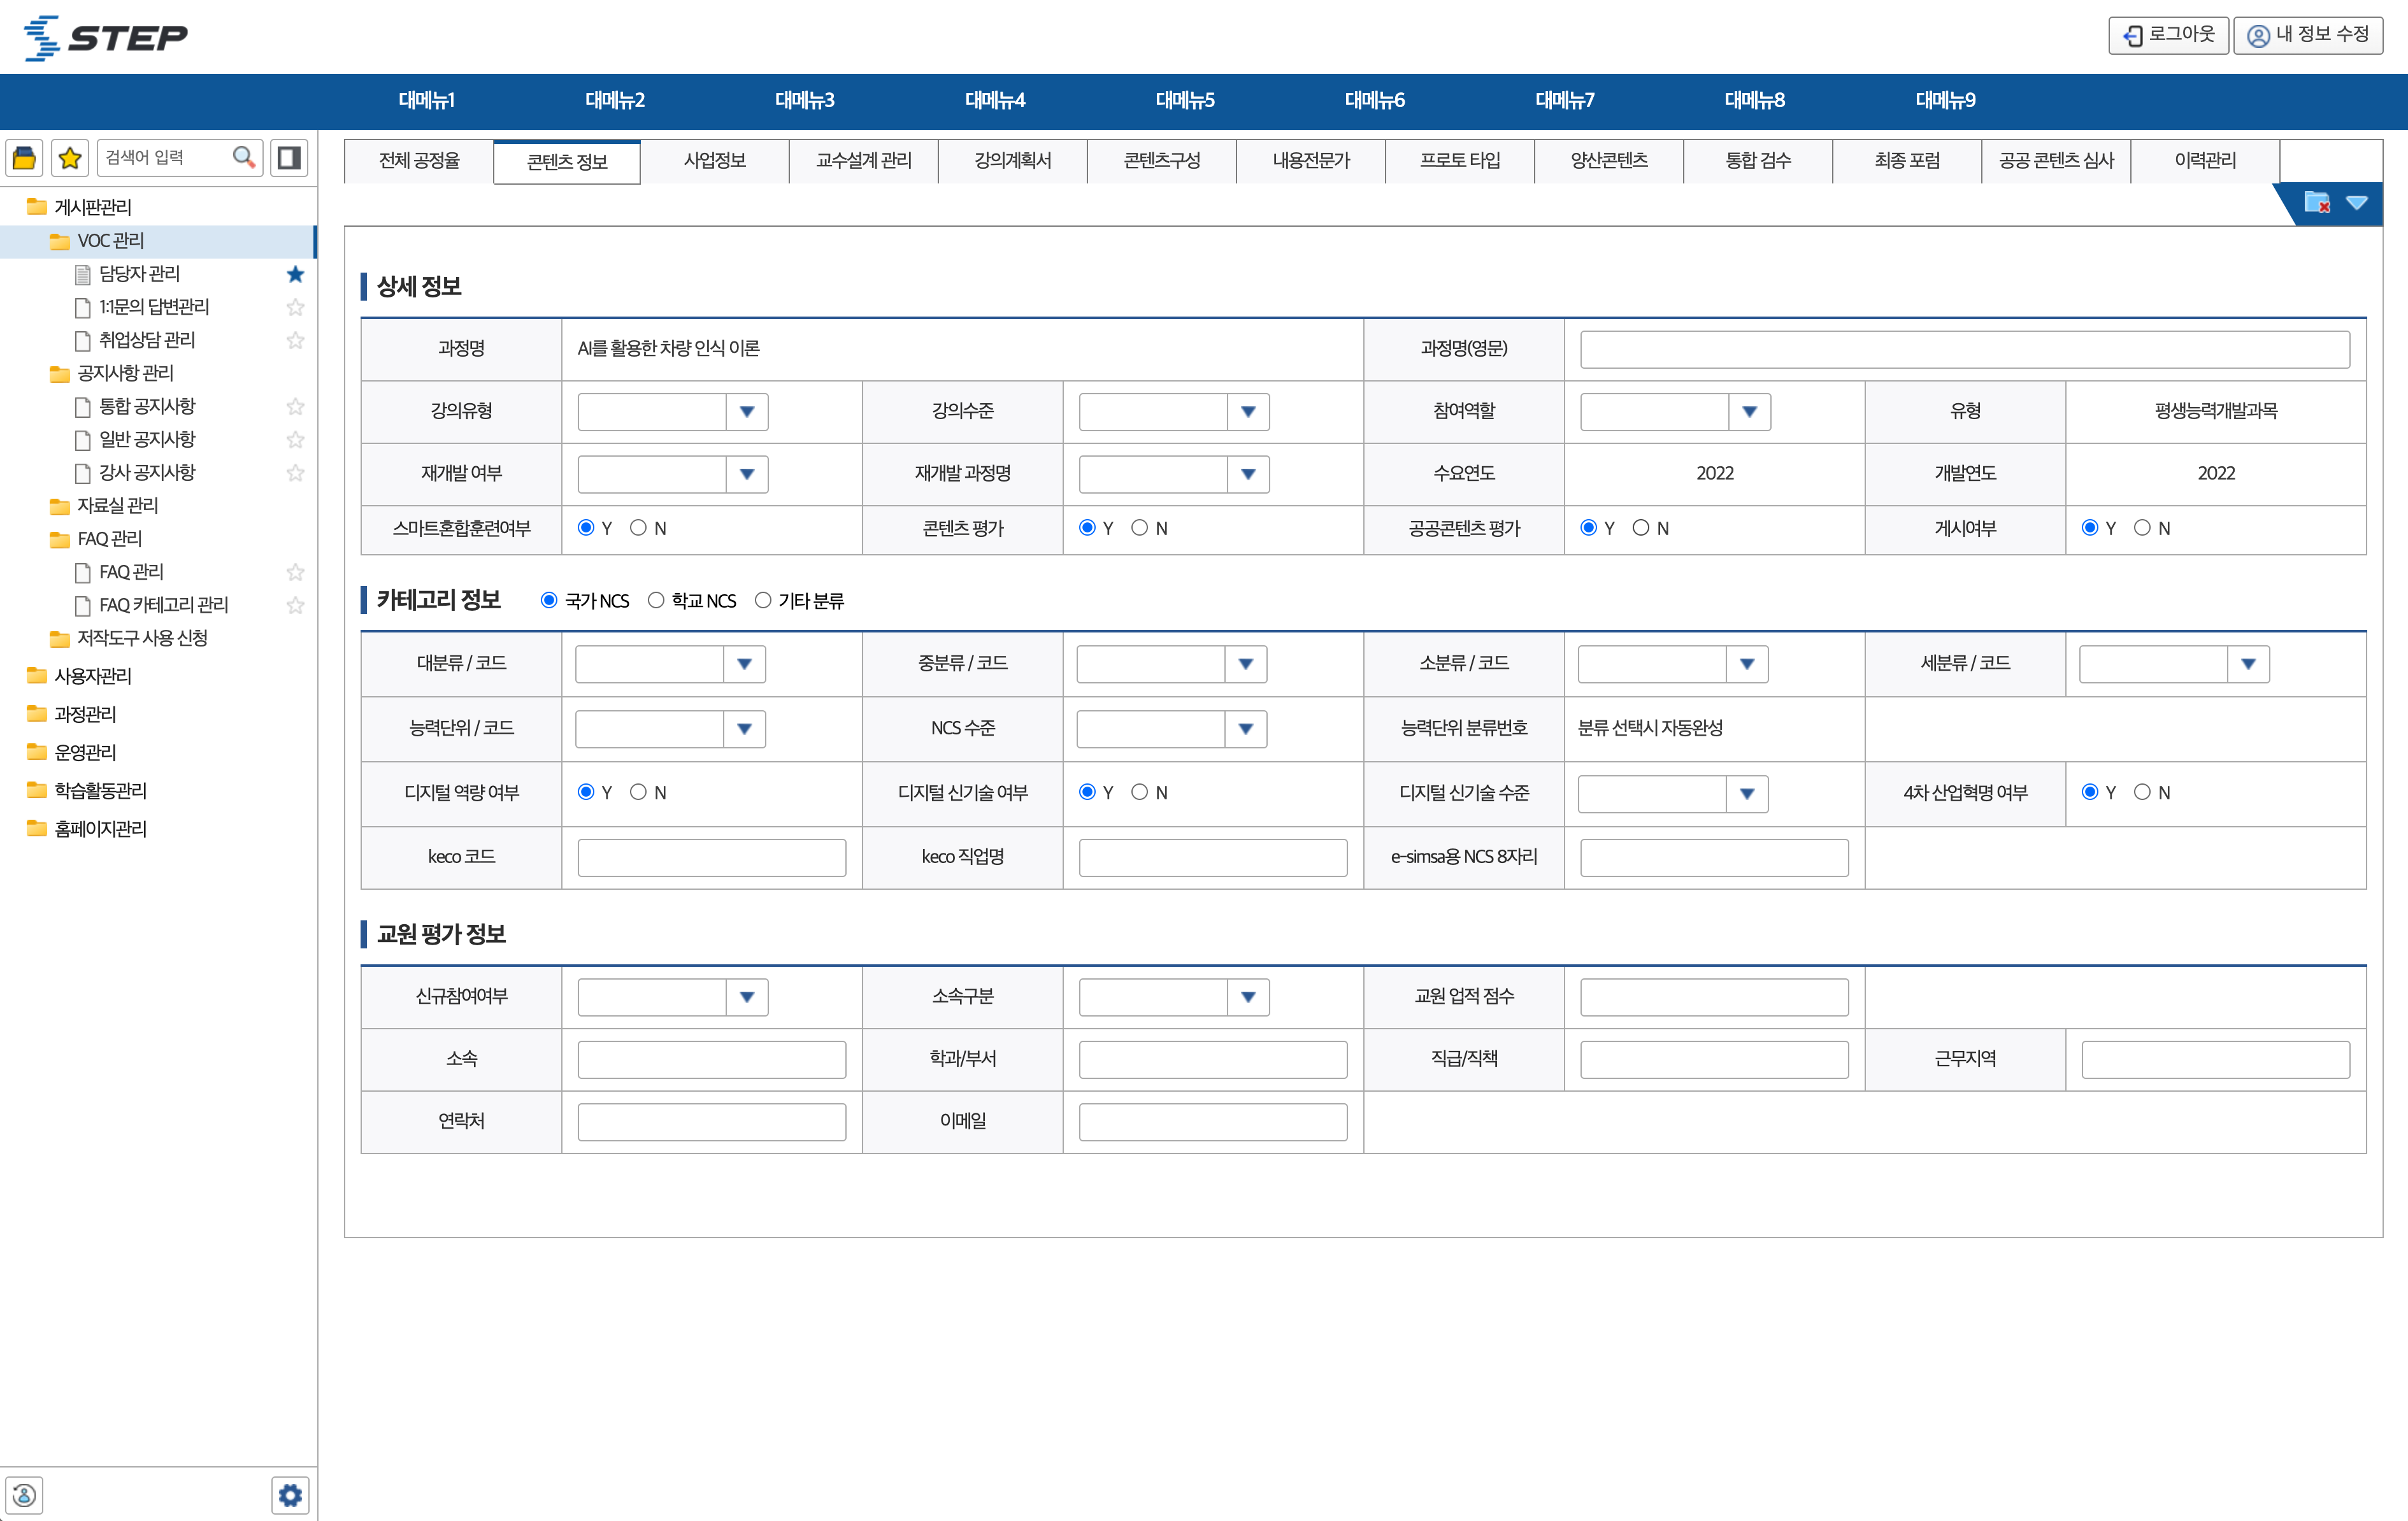 STEP
로그아웃 내 정보 수정
대메뉴1 대메뉴2 대메뉴3 대메뉴4 대메뉴5 대메뉴6 대메뉴7 대메뉴8 대메뉴9
검색어 입력
게시판관리
VOC 관리
담당자 관리
1:1문의 답변관리
취업상담 관리
공지사항 관리
통합 공지사항
일반 공지사항
강사 공지사항
자료실 관리
FAQ 관리
FAQ 관리
FAQ 카테고리 관리
저작도구 사용 신청
사용자관리
과정관리
운영관리
학습활동관리
홈페이지관리
전체 공정율 콘텐츠 정보 사업정보 교수설계 관리 강의계획서 콘텐츠구성 내용전문가 프로토 타입 양산콘텐츠 통합 검수 최종 포럼 공공 콘텐츠 심사 이력관리
상세 정보
과정명 AI를 활용한 차량 인식 이론 과정명(영문)
강의유형 강의수준 참여역할 유형 평생능력개발과목
재개발 여부 재개발 과정명 수요연도 2022 개발연도 2022
스마트혼합훈련여부 Y N 콘텐츠 평가 Y N 공공콘텐츠 평가 Y N 게시여부 Y N
카테고리 정보 국가 NCS 학교 NCS 기타 분류
대분류 / 코드 중분류 / 코드 소분류 / 코드 세분류 / 코드
능력단위 / 코드 NCS 수준 능력단위 분류번호 분류 선택시 자동완성
디지털 역량 여부 Y N 디지털 신기술 여부 Y N 디지털 신기술 수준 4차 산업혁명 여부 Y N
keco 코드 keco 직업명 e-simsa용 NCS 8자리
교원 평가 정보
신규참여여부 소속구분 교원 업적 점수
소속 학과/부서 직급/직책 근무지역
연락처 이메일